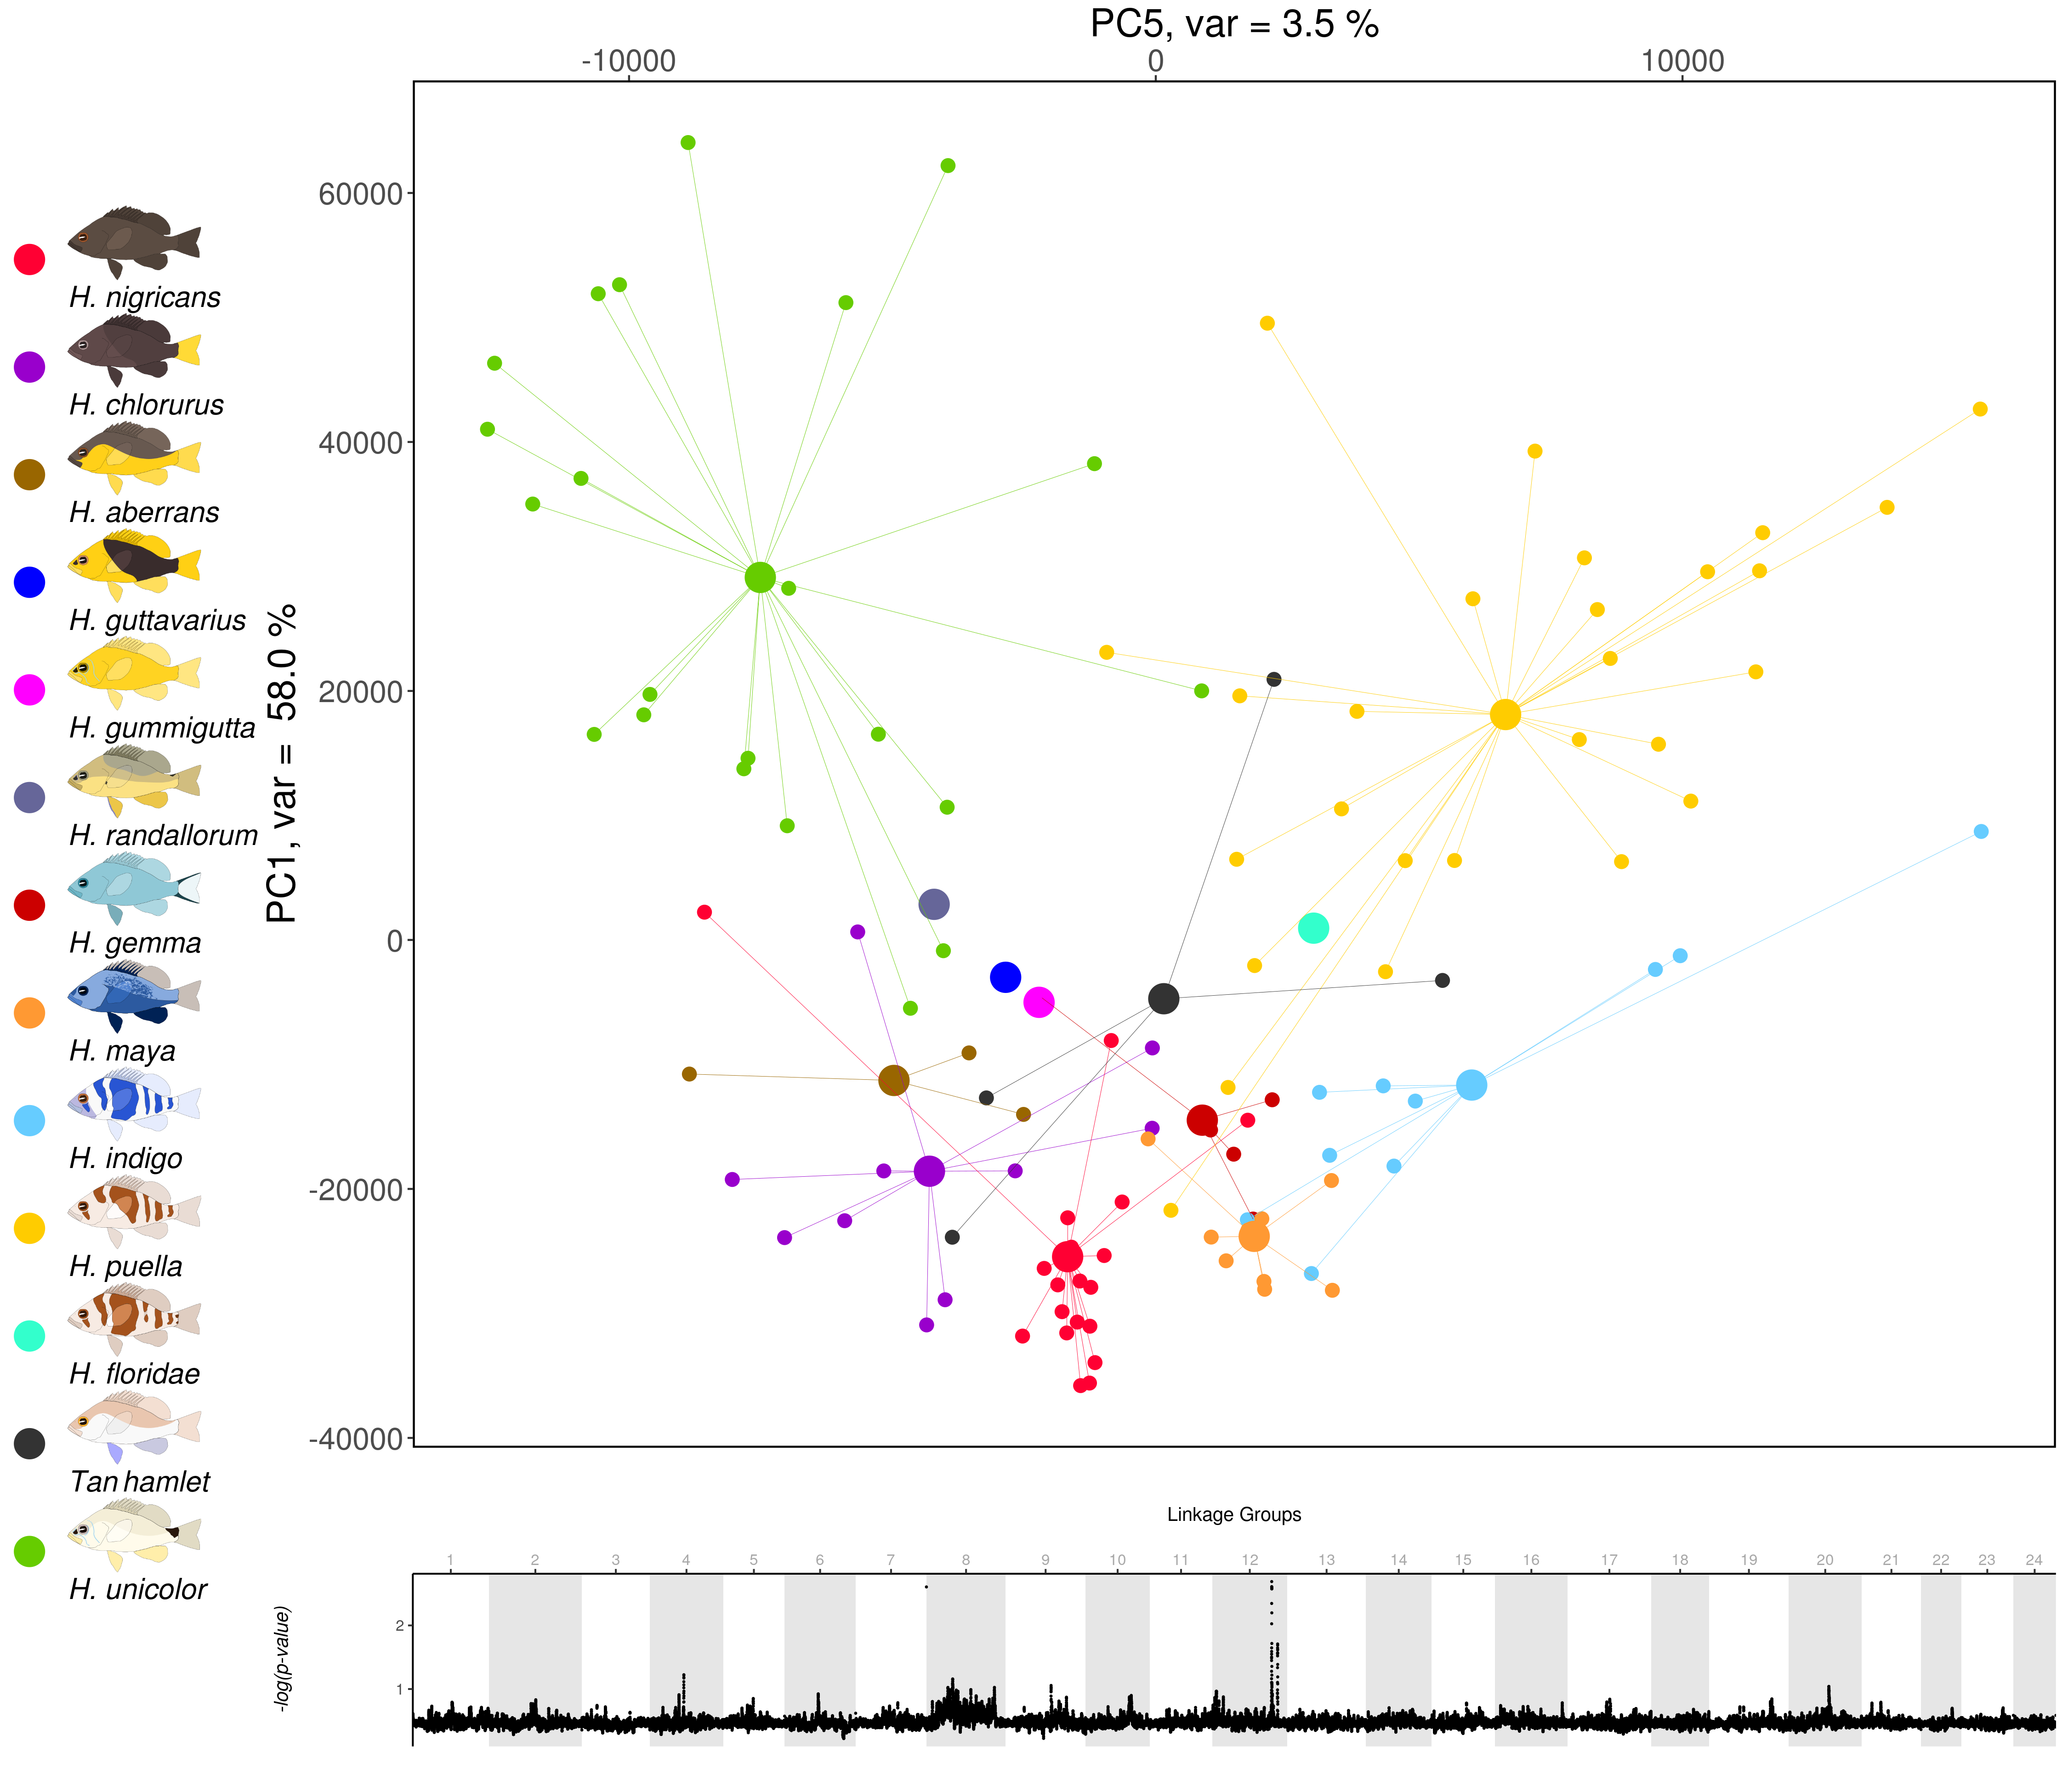 PC5, var = 3.5 %
-10000 0 10000
60000
40000
20000
0
-20000
-40000
PC1, var = 58.0 %
H. nigricans
H. chlorurus
H. aberrans
H. guttavarius
H. gummigutta
H. randallorum
H. gemma
H. maya
H. indigo
H. puella
H. floridae
Tan hamlet
H. unicolor
Linkage Groups
1 2 3 4 5 6 7 8 9 10 11 12 13 14 15 16 17 18 19 20 21 22 23 24
2
1
-log(p-value)